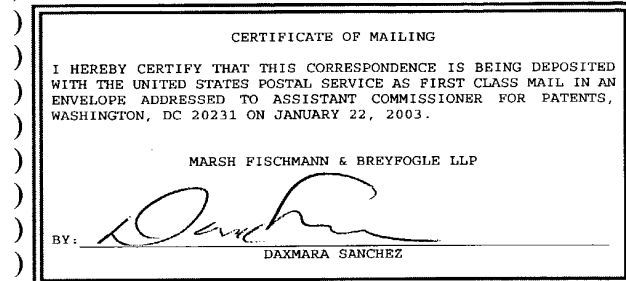 CERTIFICATE OF MAILING
I HEREBY CERTIFY THAT THIS CORRESPONDENCE IS BEING DEPOSITED
WITH THE UNITED STATES POSTAL SERVICE AS FIRST CLASS MAIL IN AN
ENVELOPE ADDRESSED TO ASSISTANT COMMISSIONER FOR PATENTS,
WASHINGTON, DC 20231 ON JANUARY 22, 2003.
MARSH FISCHMANN & BREYFOGLE LLP
BY:
DAXMARA SANCHEZ
)
)
)
)
)
)
)
)